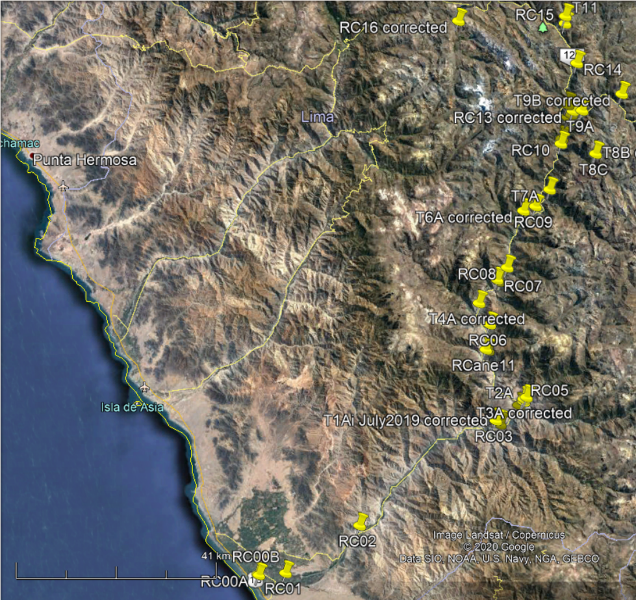 T11
RC15
RC16 corrected
12
RC14
T9B corrected
Lima
RC13 corrected
T9A
chamac
RC10
T8B
Punta Hermosa
T8C
T7A
T6A corrected
RC09
RC08
RC07
T4A corrected
RC06
RCane11
T2A
RC05
Isla de Asia
T3A corrected
T1Ai July2019 corrected
RC03
Image Landsat / Copernicus
RC02
© 2020 Google
41 km
RC00B
Data SIO, NOAA, U.S. Navy, NGA, GEBCO
RC00A
RC01